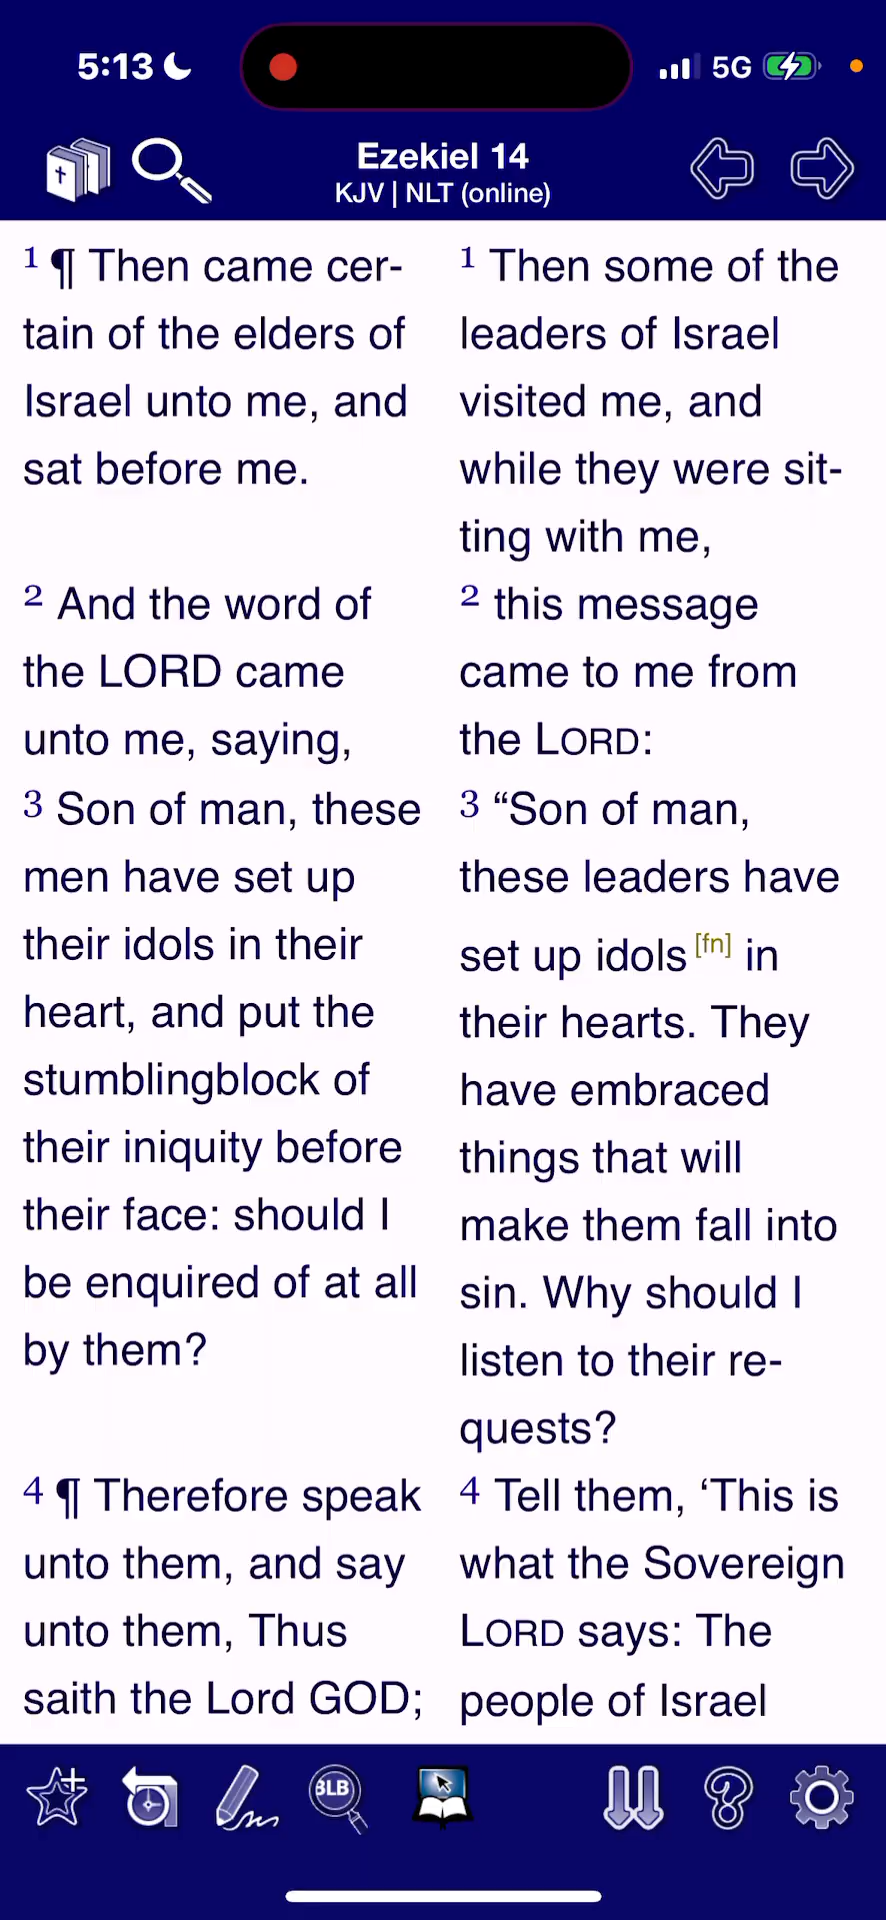 5:13
5G
Ezekiel 14
KJV | NLT (online)
1 ¶ Then came cer-
tain of the elders of
Israel unto me, and
sat before me.
2 And the word of
the LORD came
unto me, saying,
3 Son of man, these
men have set up
their idols in their
heart, and put the
stumblingblock of
their iniquity before
their face: should I
be enquired of at all
by them?
4 ¶ Therefore speak
unto them, and say
unto them, Thus
saith the Lord GOD;
1 Then some of the
leaders of Israel
visited me, and
while they were sit-
ting with me,
2 this message
came to me from
the LORD:
3 “Son of man,
these leaders have
set up idols [fn] in
their hearts. They
have embraced
things that will
make them fall into
sin. Why should I
listen to their re-
quests?
4 Tell them, ‘This is
what the Sovereign
LORD says: The
people of Israel
BLB